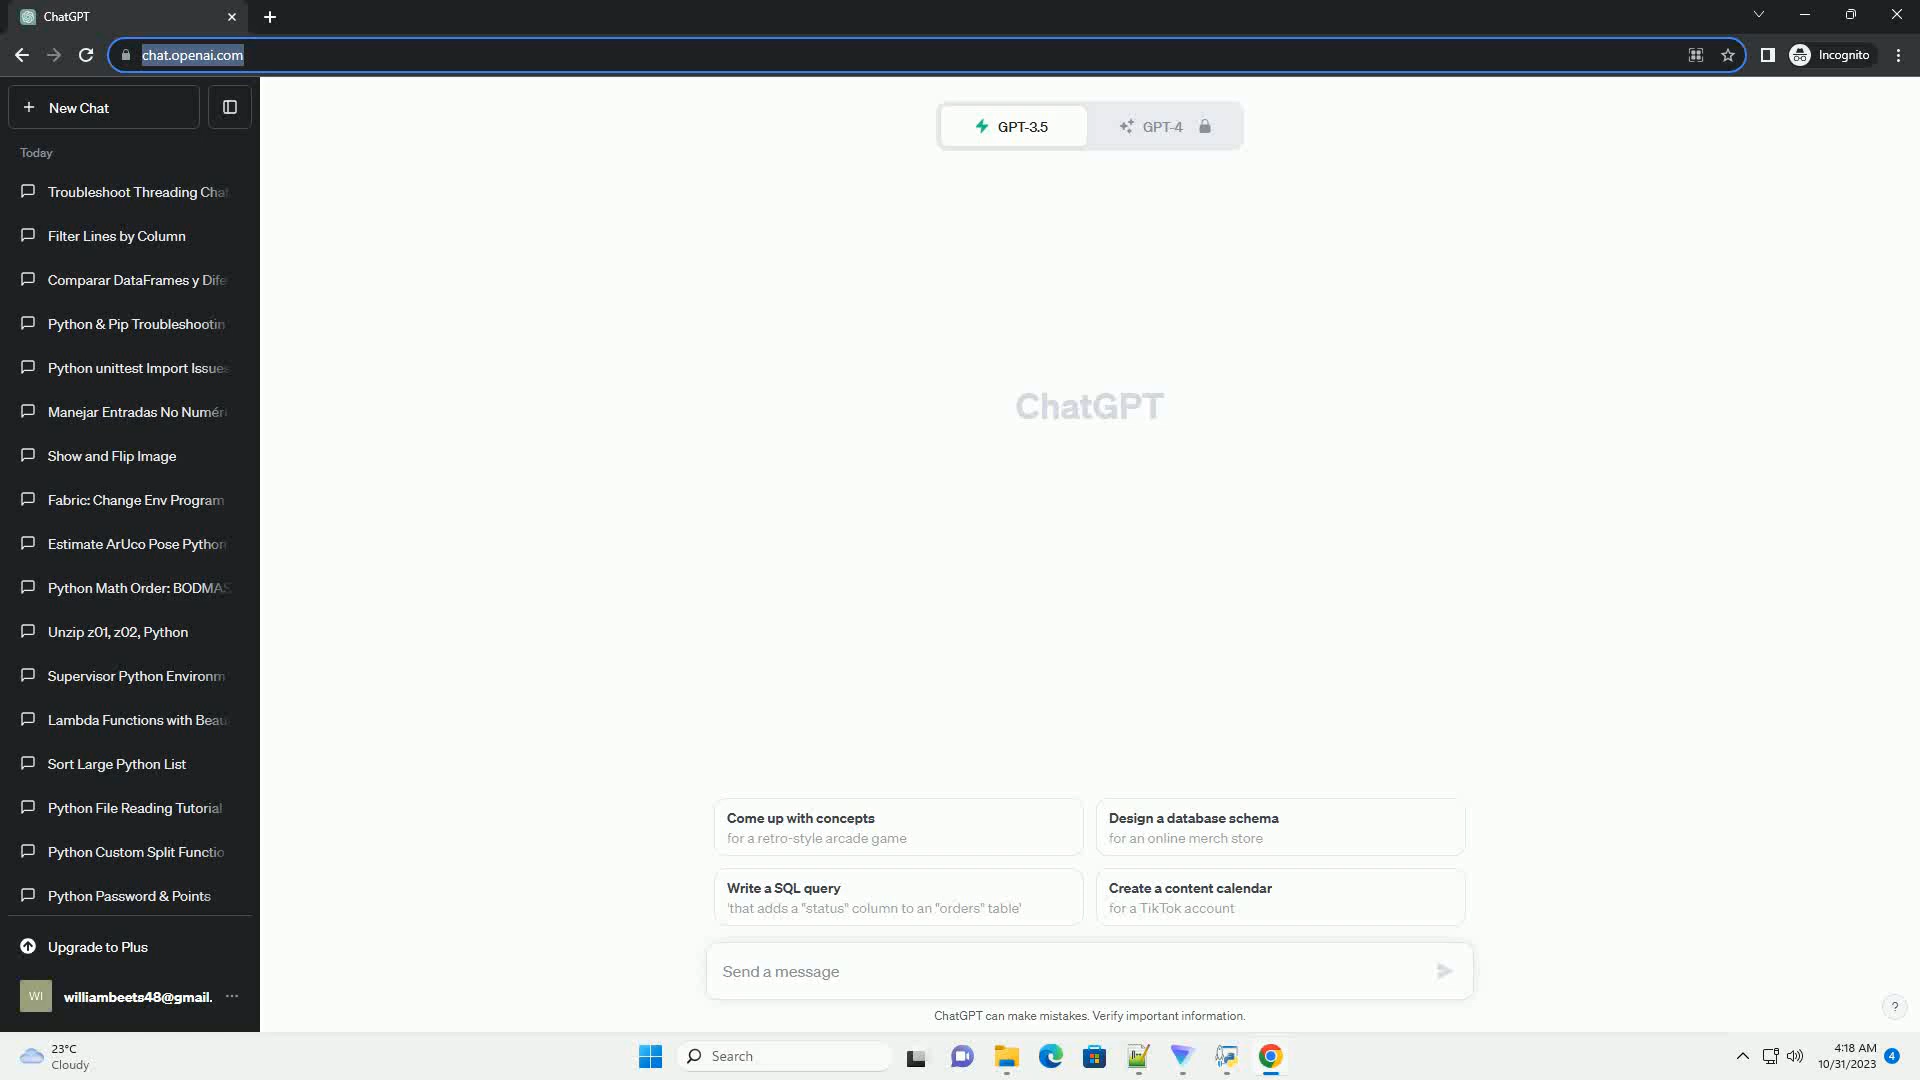 ChatGPT
chat.openai.com
Incognito
New Chat
Today
Troubleshoot Threading Cha
Filter Lines by Column
Comparar DataFrames y Dife
Python & Pip Troubleshootin
Python unittest Import Issues
Manejar Entradas No Numéri
Show and Flip Image
Fabric: Change Env Program
Estimate ArUco Pose Python
Python Math Order: BODMAS
Unzip z01, z02, Python
Supervisor Python Environm
Lambda Functions with Beau
Sort Large Python List
Python File Reading Tutorial
Python Custom Split Functio
Python Password & Points
Upgrade to Plus
WI
williambeets48@gmail.
GPT-3.5
GPT-4
ChatGPT
Come up with concepts
for a retro-style arcade game
Design a database schema
for an online merch store
Write a SQL query
'that adds a "status" column to an "orders" table'
Create a content calendar
for a TikTok account
Send a message
ChatGPT can make mistakes. Verify important information.
?
23°C
Cloudy
Search
4:18 AM
10/31/2023
4